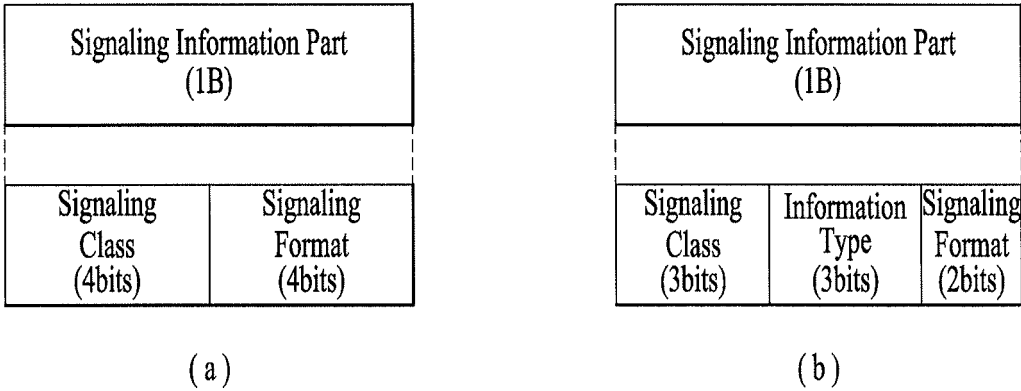 Signaling Information Part
(1B)
Signaling
Class
(4bits)
Signaling
Format
(4bits)
(a)
Signaling Information Part
(1B)
Signaling
Class
(3bits)
Information
Type
(3bits)
Signaling
Format
(2bits)
(b)